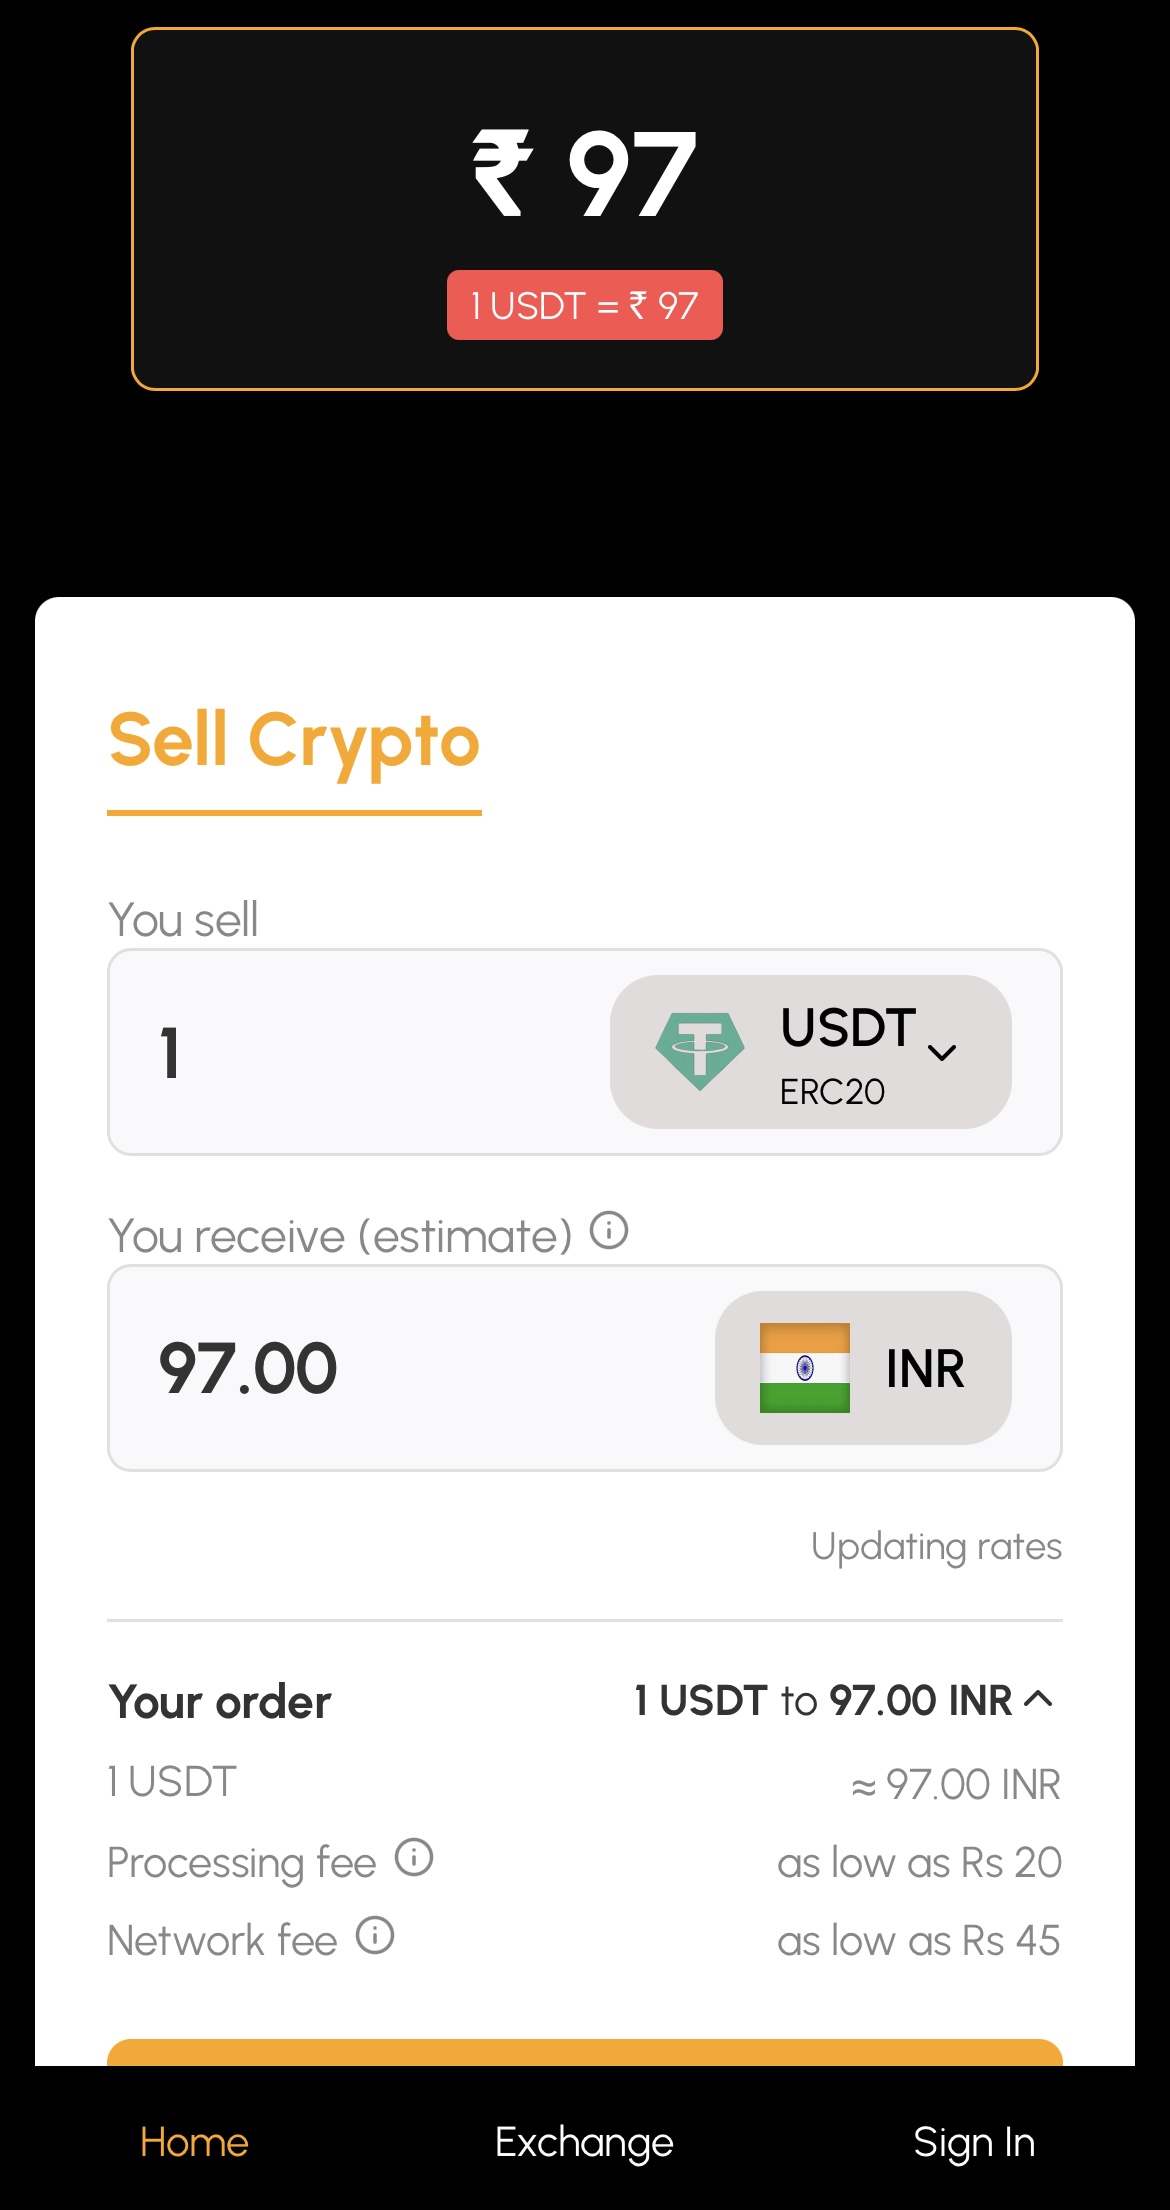 ₹ 97
1 USDT = ₹ 97
Sell Crypto
You sell
1
USDT
ERC20
You receive (estimate)
97.00
INR
Updating rates
Your order
1 USDT to 97.00 INR
1 USDT
≈ 97.00 INR
Processing fee
as low as Rs 20
Network fee
as low as Rs 45
Home
Exchange
Sign In